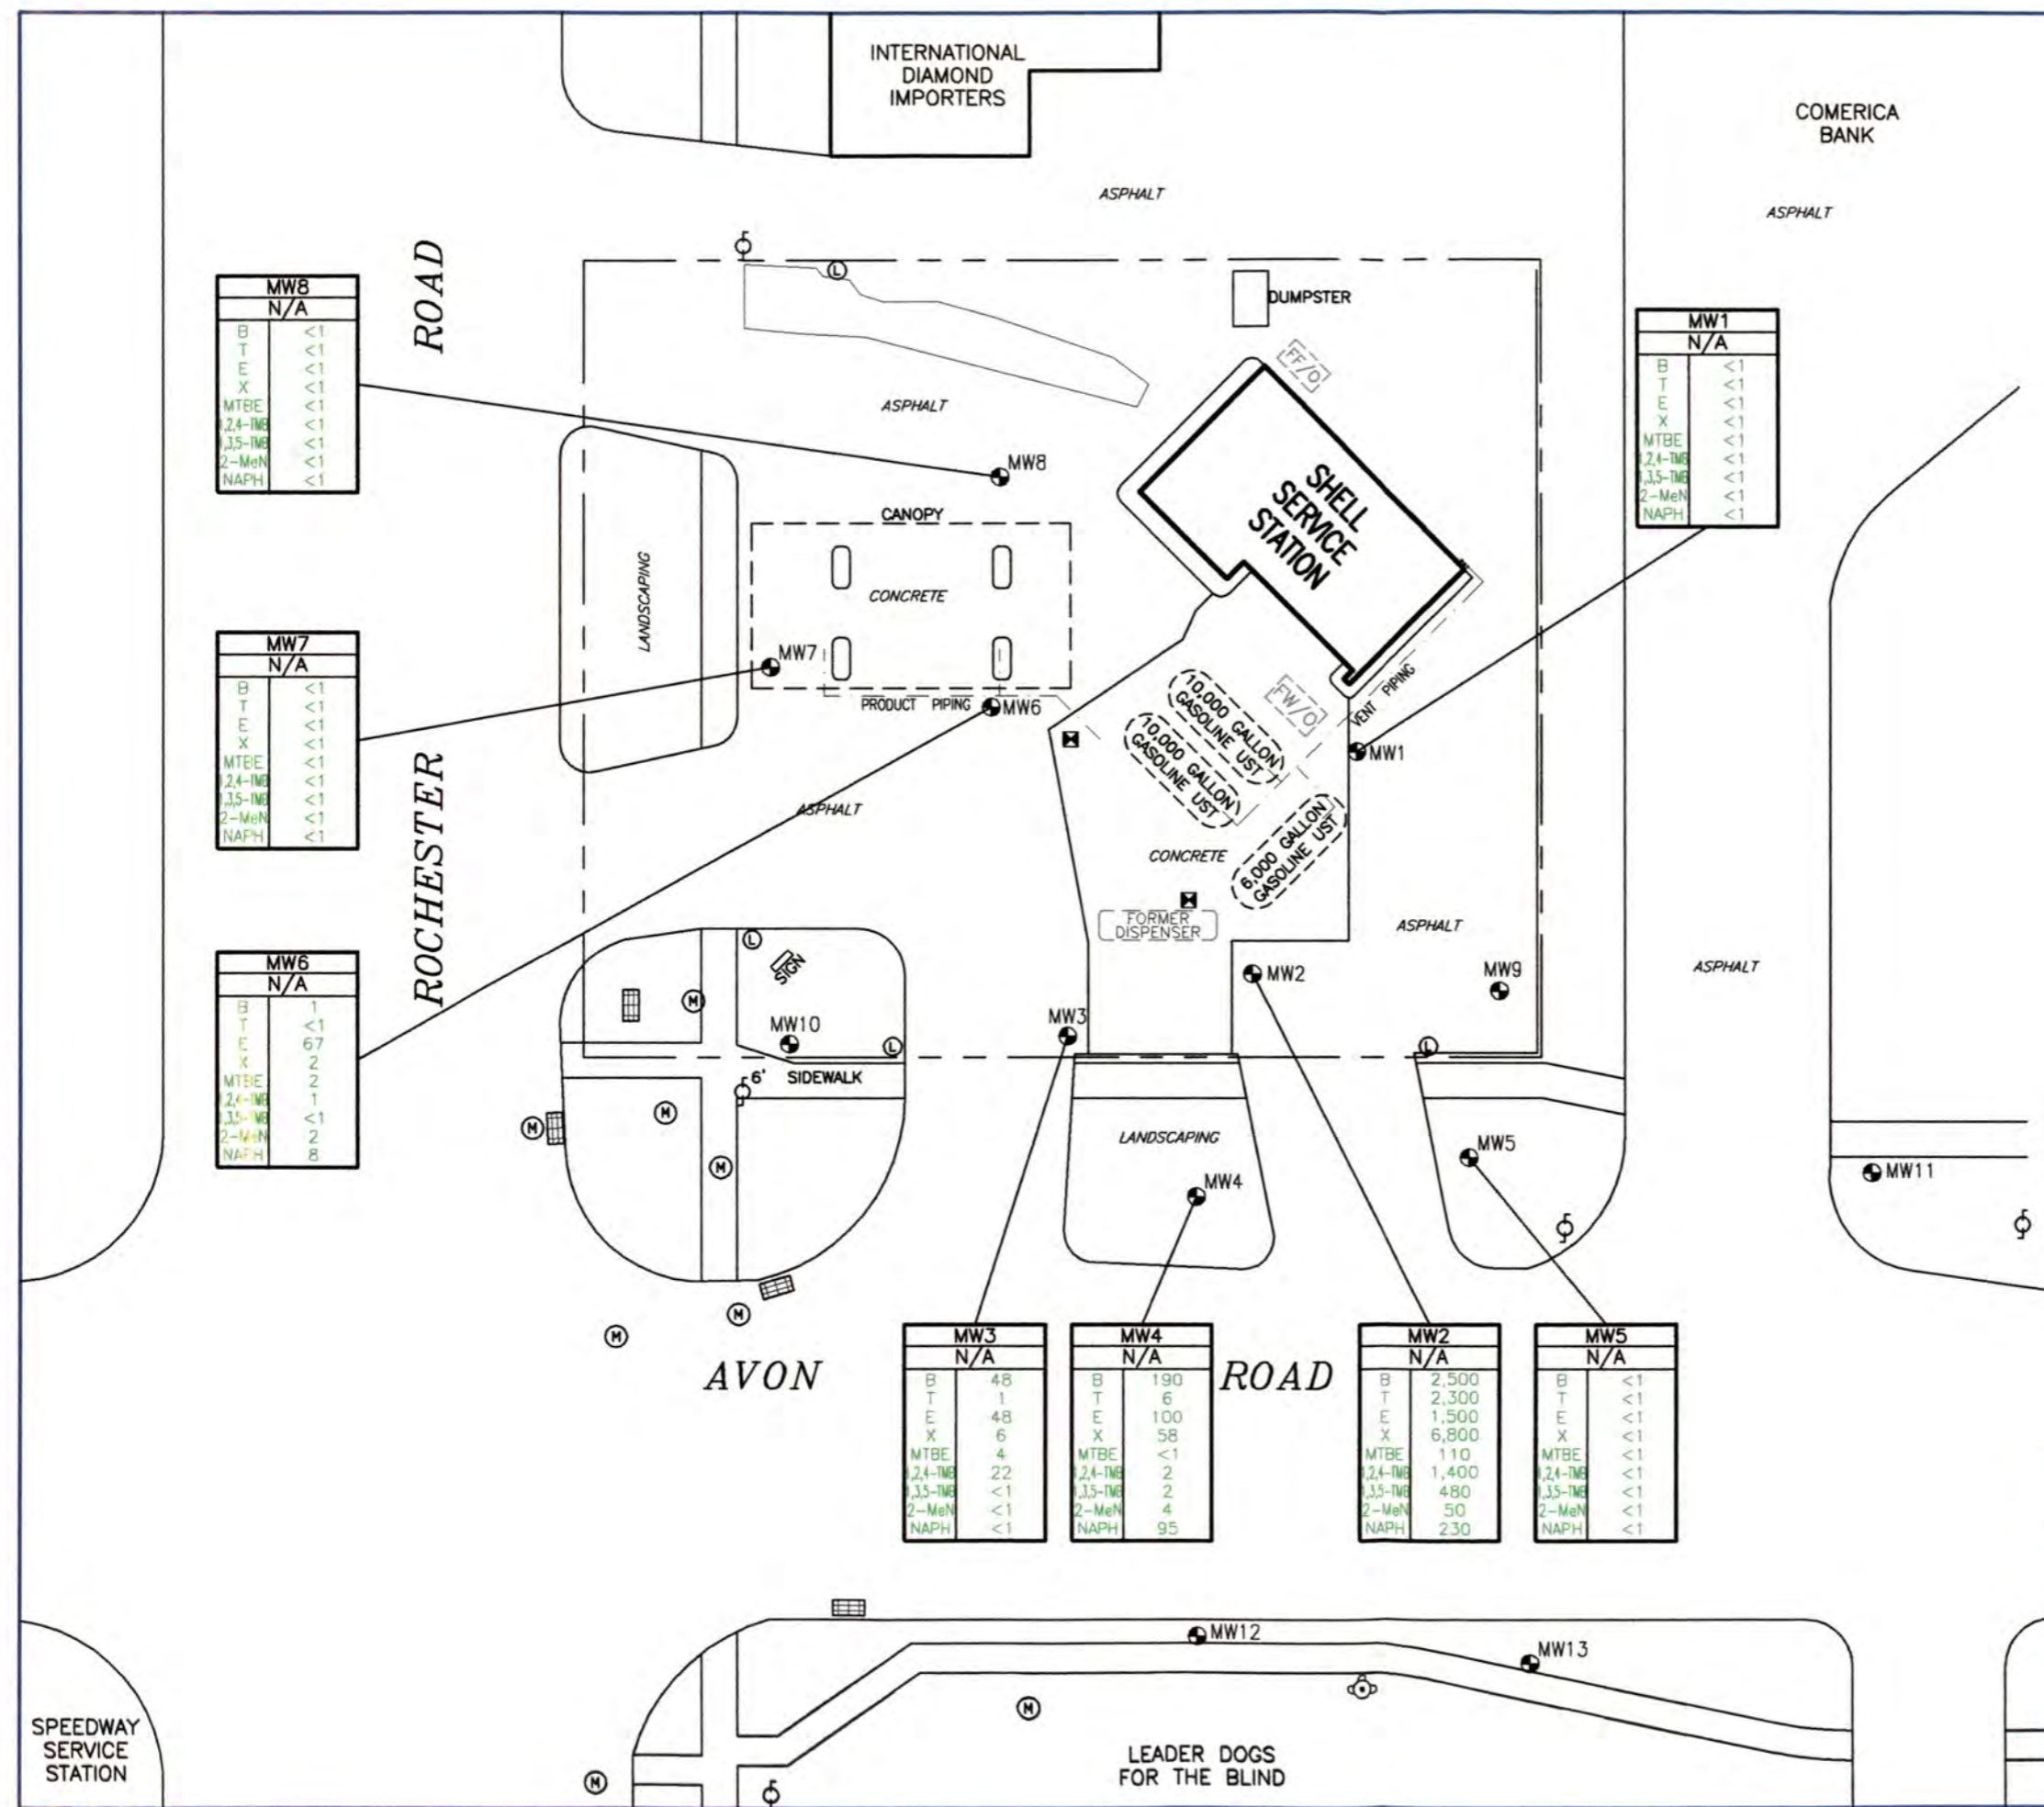 INTERNATIONAL
DIAMOND
IMPORTERS
COMERICA
BANK
ASPHALT
ASPHALT
ROAD
DUMPSTER
FF/O
MW8
N/A
B <1
T <1
E <1
X <1
MTBE <1
1,2,4-TMB <1
1,3,5-TMB <1
2-MeN <1
NAPH <1
MW1
N/A
B <1
T <1
E <1
X <1
MTBE <1
1,2,4-TMB <1
1,3,5-TMB <1
2-MeN <1
NAPH <1
L
ASPHALT
MW8
SHELL
SERVICE
STATION
CANOPY
CONCRETE
LANDSCAPING
MW7
N/A
B <1
T <1
E <1
X <1
MTBE <1
1,2,4-TMB <1
1,3,5-TMB <1
2-MeN <1
NAPH <1
MW7
PRODUCT PIPING
MW6
10,000 GALLON
GASOLINE UST
10,000 GALLON
GASOLINE UST
FW/O
VENT PIPING
MW1
ROCHESTER
ASPHALT
CONCRETE
6,000 GALLON
GASOLINE UST
FORMER
DISPENSER
ASPHALT
ASPHALT
MW6
N/A
B 1
T <1
E 67
X 2
MTBE 2
1,2,4-TMB 1
1,3,5-TMB <1
2-MeN 2
NAPH 8
L
SIGN
M
MW10
L
MW3
MW2
MW9
L
6' SIDEWALK
M
M
M
LANDSCAPING
MW4
MW5
MW11
M
M
AVON
ROAD
MW3
N/A
B 48
T 1
E 48
X 6
MTBE 4
1,2,4-TMB 22
1,3,5-TMB <1
2-MeN <1
NAPH <1
MW4
N/A
B 190
T 6
E 100
X 58
MTBE <1
1,2,4-TMB 2
1,3,5-TMB 2
2-MeN 4
NAPH 95
MW2
N/A
B 2,500
T 2,300
E 1,500
X 6,800
MTBE 110
1,2,4-TMB 1,400
1,3,5-TMB 480
2-MeN 50
NAPH 230
MW5
N/A
B <1
T <1
E <1
X <1
MTBE <1
1,2,4-TMB <1
1,3,5-TMB <1
2-MeN <1
NAPH <1
MW12
MW13
M
M
SPEEDWAY
SERVICE
STATION
LEADER DOGS
FOR THE BLIND